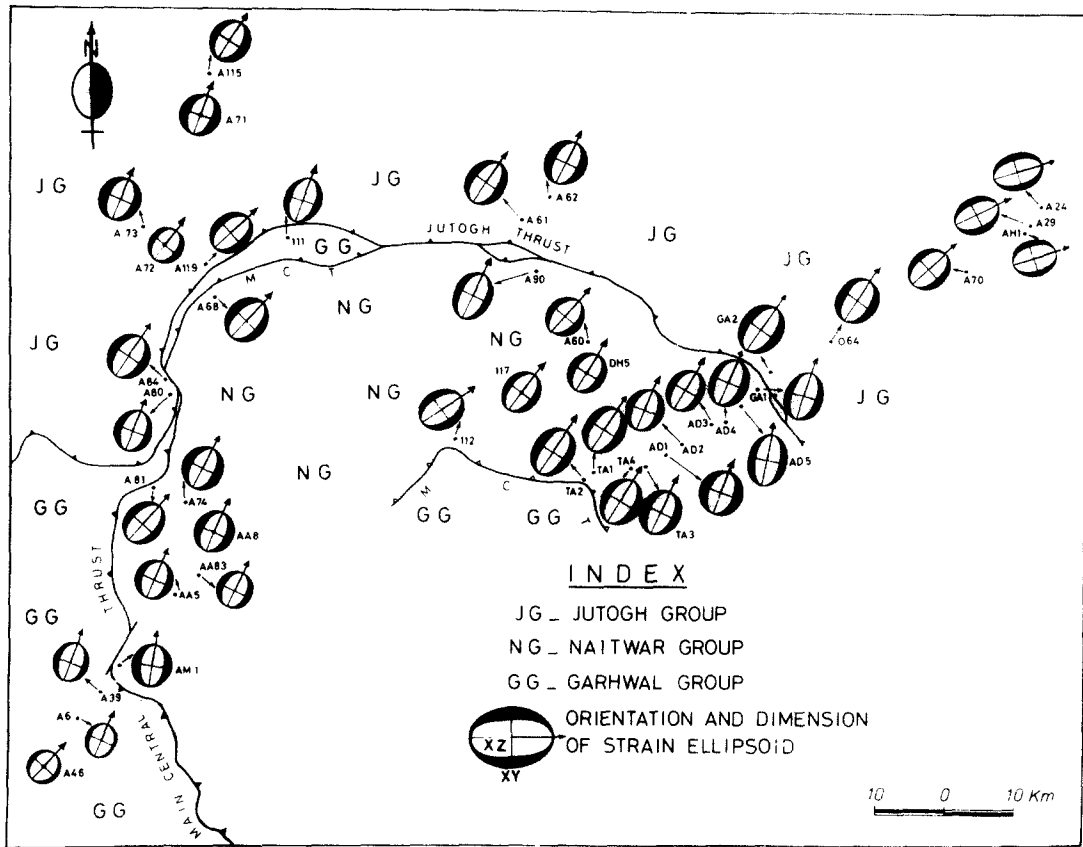 N
A115
A71
JG
JG
A73
A72
A119
111
A61
A62
JUTOGH THRUST
GG
JG
JG
A24
A29
AH1
A70
M C T
A68
NG
A90
NG
A60
DH5
GA2
O64
JG
JG
A84
A80
NG
NG
117
112
GA1
AD3
AD4
AD1
AD2
AD5
NG
TA1
TA4
TA2
TA3
A81
A74
GG
M C T
GG
GG
AA8
AA83
AA5
THRUST
GG
AM1
A39
A6
A46
MAIN CENTRAL
GG
INDEX
JG_ JUTOGH GROUP
NG_ NAITWAR GROUP
GG_ GARHWAL GROUP
XZ
XY
ORIENTATION AND DIMENSION
OF STRAIN ELLIPSOID
10 0 10 Km